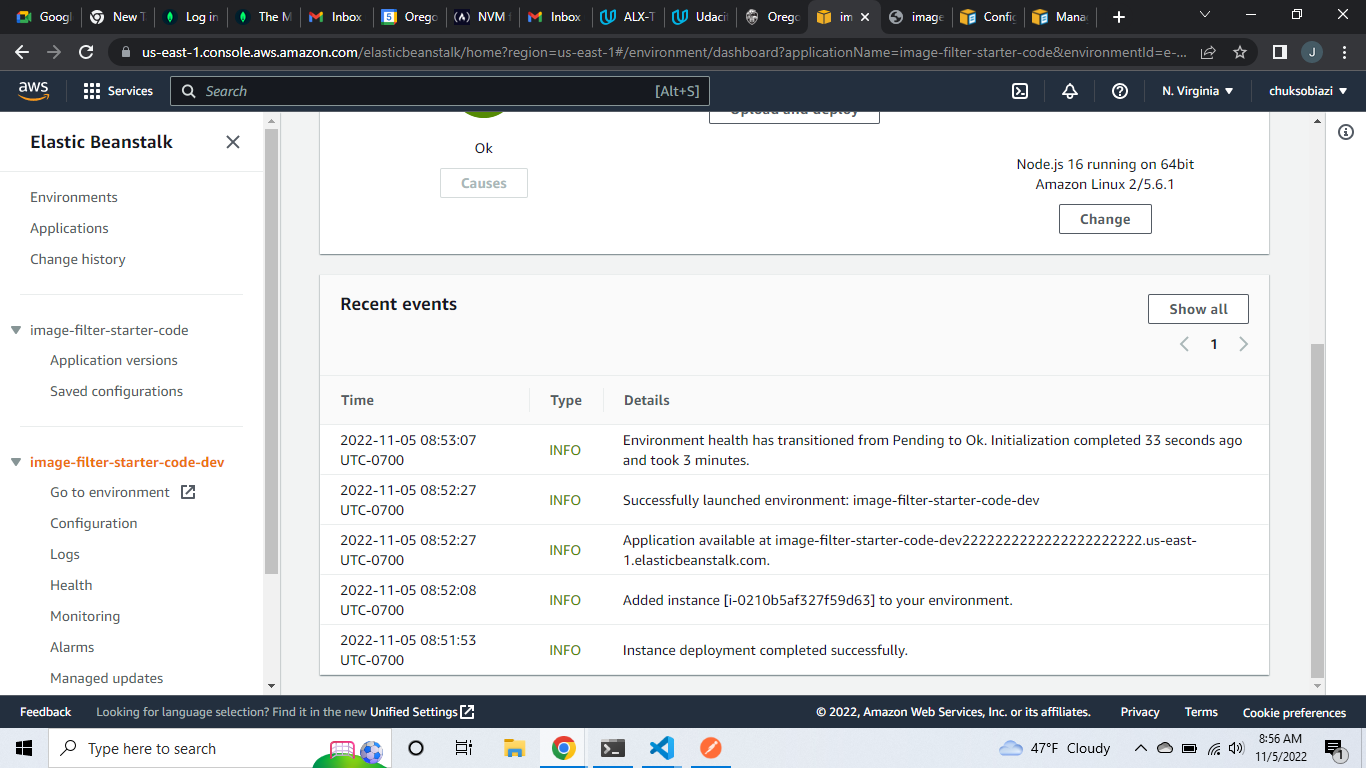 Googl
New T
Log in
The M
Inbox
Orego
NVM f
Inbox
ALX-T
Udacit
Orego
im
image
Config
Mana
us-east-1.console.aws.amazon.com/elasticbeanstalk/home?region=us-east-1#/environment/dashboard?applicationName=image-filter-starter-code&environmentId=e-...
J
aws
Services
Search
[Alt+S]
N. Virginia
chuksobiazi
Elastic Beanstalk
Environments
Applications
Change history
image-filter-starter-code
Application versions
Saved configurations
image-filter-starter-code-dev
Go to environment
Configuration
Logs
Health
Monitoring
Alarms
Managed updates
Upload and deploy
Ok
Causes
Node.js 16 running on 64bit
Amazon Linux 2/5.6.1
Change
Recent events
Show all
1
Time Type Details
2022-11-05 08:53:07
UTC-0700
INFO
Environment health has transitioned from Pending to Ok. Initialization completed 33 seconds ago
and took 3 minutes.
2022-11-05 08:52:27
UTC-0700
INFO
Successfully launched environment: image-filter-starter-code-dev
2022-11-05 08:52:27
UTC-0700
INFO
Application available at image-filter-starter-code-dev2222222222222222222222.us-east-
1.elasticbeanstalk.com.
2022-11-05 08:52:08
UTC-0700
INFO
Added instance [i-0210b5af327f59d63] to your environment.
2022-11-05 08:51:53
UTC-0700
INFO
Instance deployment completed successfully.
Feedback
Looking for language selection? Find it in the new Unified Settings
© 2022, Amazon Web Services, Inc. or its affiliates.
Privacy
Terms
Cookie preferences
Type here to search
47°F Cloudy
8:56 AM
11/5/2022
1